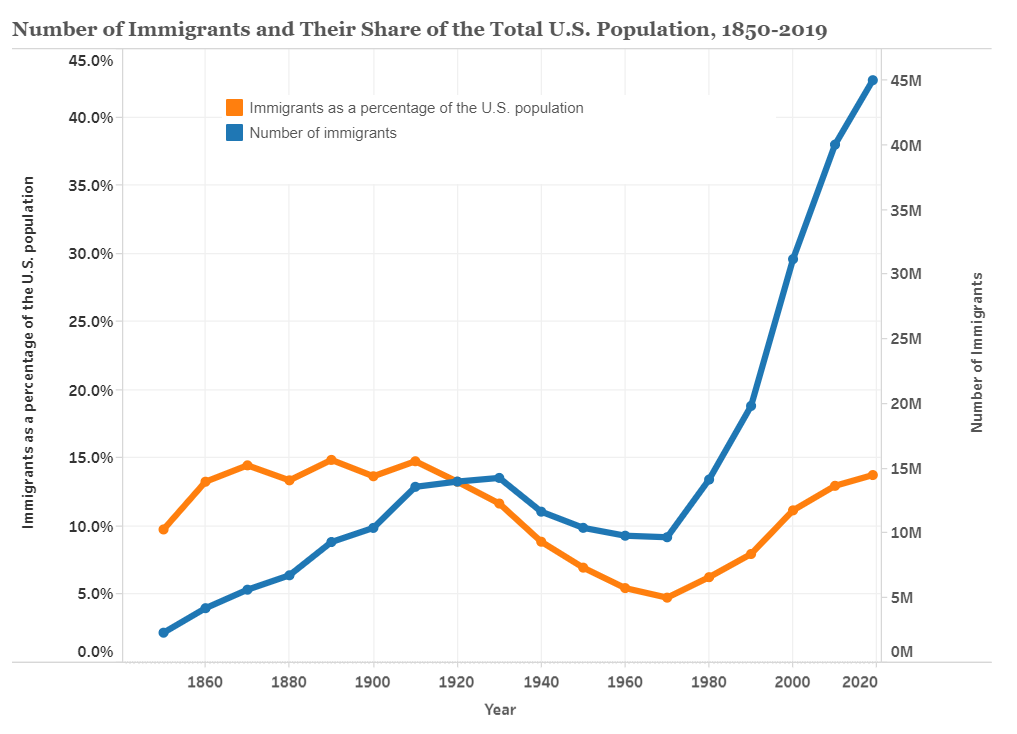 Number of Immigrants and Their Share of the Total U.S. Population, 1850-2019
Immigrants as a percentage of the U.S. population
Number of immigrants
45.0%
40.0%
35.0%
30.0%
25.0%
20.0%
15.0%
10.0%
5.0%
0.0%
Immigrants as a percentage of the U.S. population
45M
40M
35M
30M
25M
20M
15M
10M
5M
0M
Number of Immigrants
1860 1880 1900 1920 1940 1960 1980 2000 2020
Year